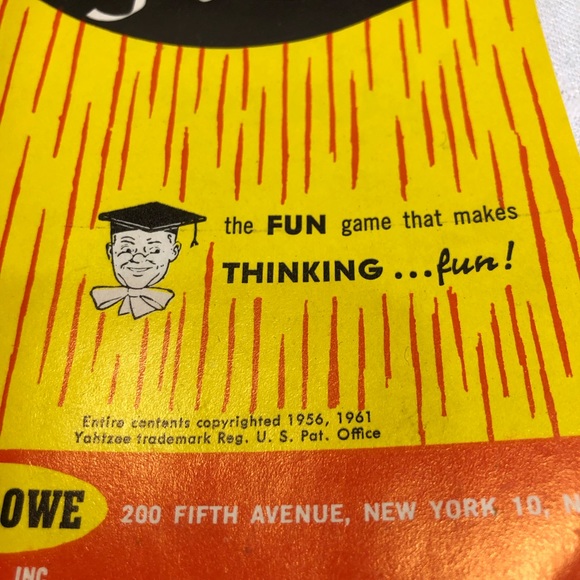 the FUN game that makes
THINKING ... fun!
Entire contents copyrighted 1956, 1961
Yahtzee trademark Reg. U. S. Pat. Office
OWE
200 FIFTH AVENUE, NEW YORK 10, N
INC